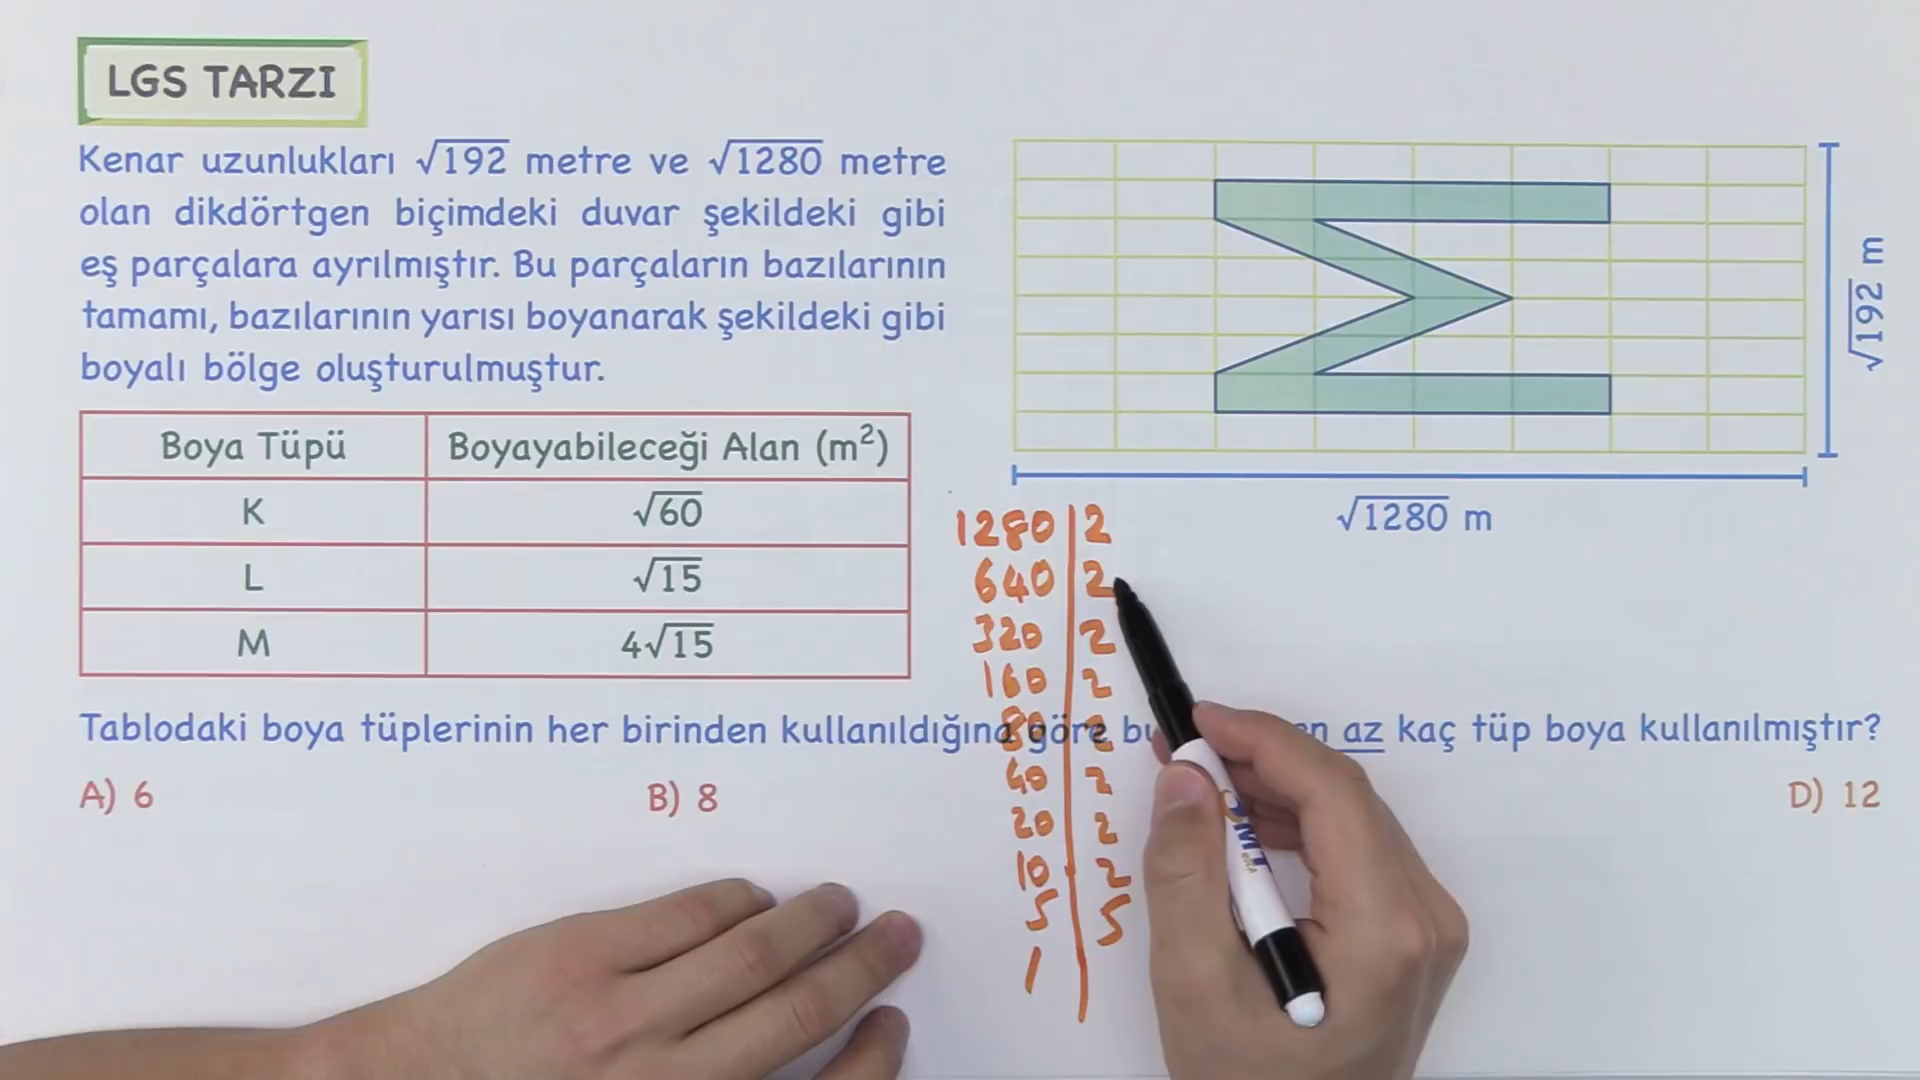 LGS TARZI
Kenar uzunlukları √192 metre ve √1280 metre
olan dikdörtgen biçimdeki duvar şekildeki gibi
eş parçalara ayrılmıştır. Bu parçaların bazılarının
tamamı, bazılarının yarısı boyanarak şekildeki gibi
boyalı bölge oluşturulmuştur.
√192 m
√1280 m
Boya Tüpü Boyayabileceği Alan (m²)
K √60
L √15
M 4√15
1280 2
640 2
320 2
160 2
80 2
40 2
20 2
10 2
5 5
1
Tablodaki boya tüplerinin her birinden kullanıldığına göre az kaç tüp boya kullanılmıştır?
A) 6
B) 8
D) 12